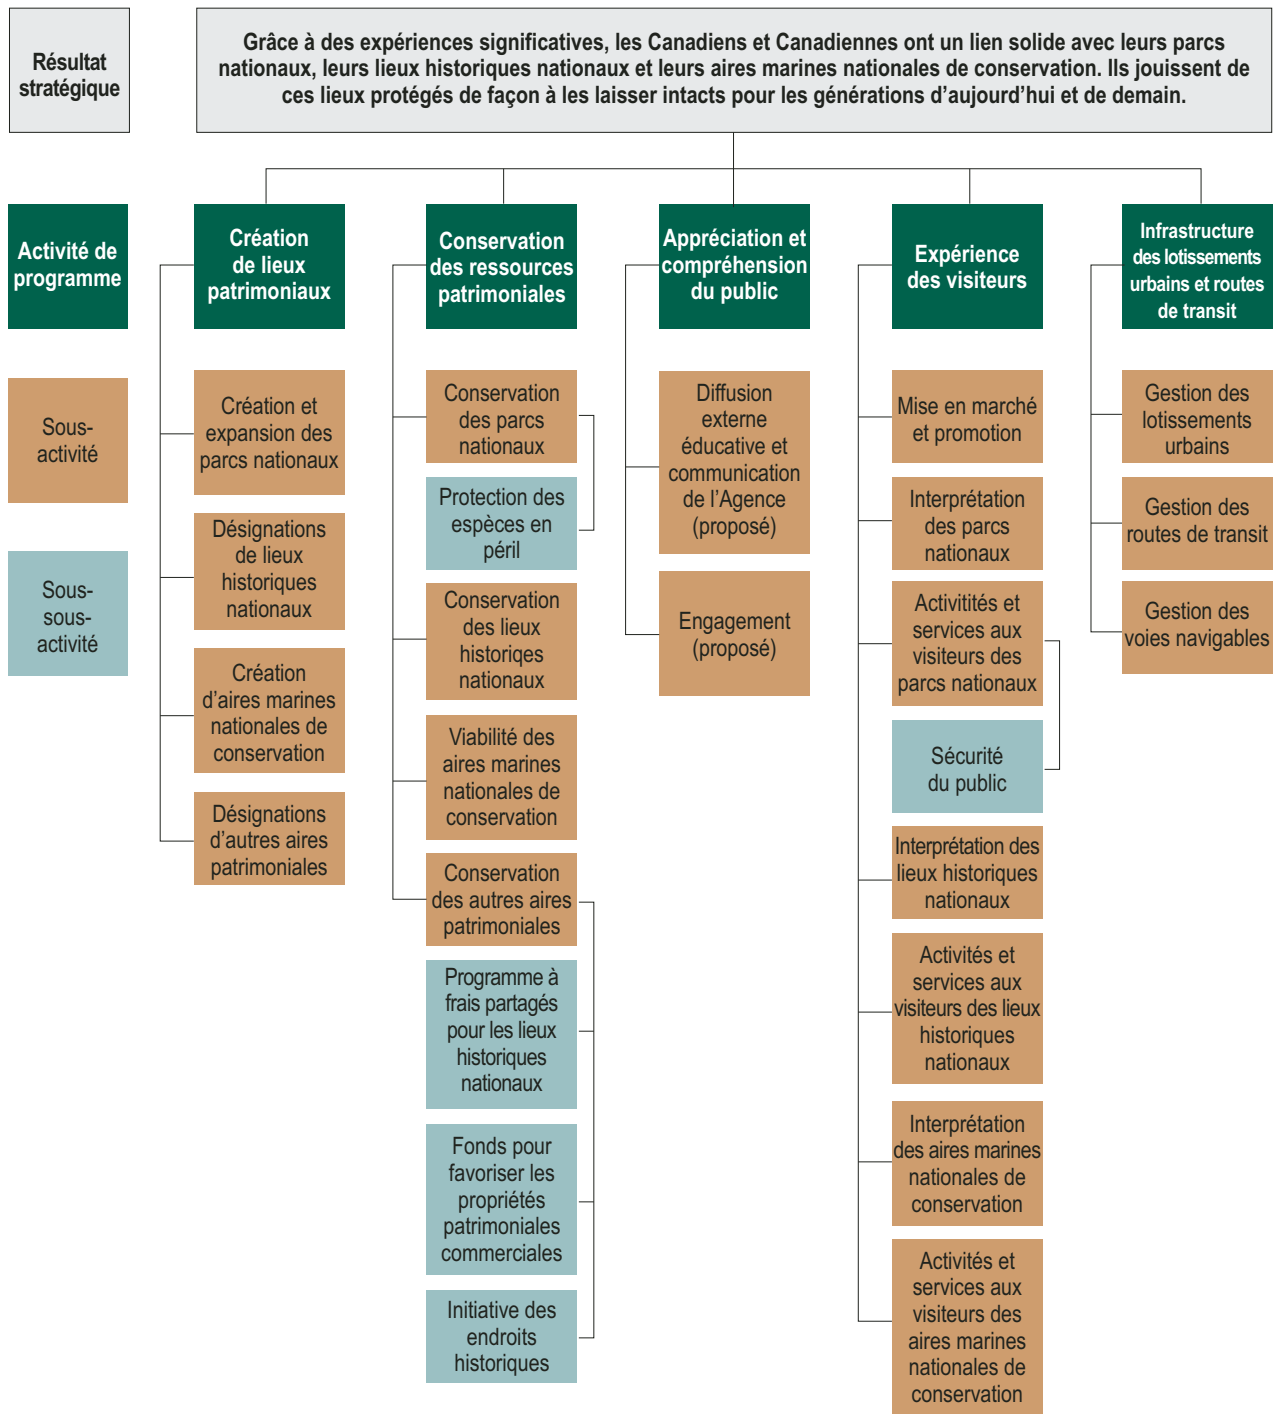 Résultat
stratégique
Grâce à des expériences significatives, les Canadiens et Canadiennes ont un lien solide avec leurs parcs
nationaux, leurs lieux historiques nationaux et leurs aires marines nationales de conservation. Ils jouissent de
ces lieux protégés de façon à les laisser intacts pour les générations d’aujourd’hui et de demain.
Activité de
programme
Sous-
activité
Sous-
sous-
activité
Création
de lieux
patrimoniaux
Création et
expansion des
parcs nationaux
Désignations
de lieux
historiques
nationaux
Création
d’aires marines
nationales de
conservation
Désignations
d’autres aires
patrimoniales
Conservation
des ressources
patrimoniales
Conservation
des parcs
nationaux
Protection des
espèces en
péril
Conservation
des lieux
historiqes
nationaux
Viabilité des
aires marines
nationales de
conservation
Conservation
des autres aires
patrimoniales
Programme à
frais partagés
pour les lieux
historiques
nationaux
Fonds pour
favoriser les
propriétés
patrimoniales
commerciales
Initiative des
endroits
historiques
Appréciation et
compréhension
du public
Diffusion
externe
éducative et
communication
de l’Agence
(proposé)
Engagement
(proposé)
Expérience
des visiteurs
Mise en marché
et promotion
Interprétation
des parcs
nationaux
Activitités et
services aux
visiteurs des
parcs nationaux
Sécurité
du public
Interprétation des
lieux historiques
nationaux
Activités et
services aux
visiteurs des lieux
historiques
nationaux
Interprétation
des aires marines
nationales de
conservation
Activités et
services aux
visiteurs des
aires marines
nationales de
conservation
Infrastructure
des lotissements
urbains et routes
de transit
Gestion des
lotissements
urbains
Gestion des
routes de transit
Gestion des
voies navigables